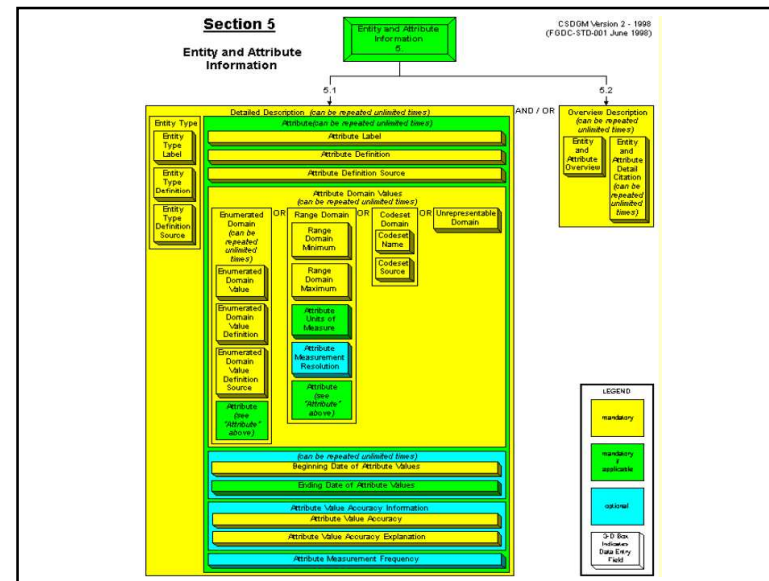 Section 5
Entity and Attribute
Information
Entity and Attribute
Information
5.
CSDGM Version 2 - 1998
(FGDC-STD-001 June 1998)
5.1
5.2
Detailed Description (can be repeated unlimited times)
AND / OR
Overview Description
(can be repeated
unlimited times)
Entity
and
Attribute
Overview
Entity
and
Attribute
Detail
Citation
(can be
repeated
unlimited
times)
Entity Type
Entity
Type
Label
Entity
Type
Definition
Entity
Type
Definition
Source
Attribute(can be repeated unlimited times)
Attribute Label
Attribute Definition
Attribute Definition Source
Attribute Domain Values
(can be repeated unlimited times)
Enumerated
Domain
(can be
repeated
unlimited
times)
Enumerated
Domain
Value
Enumerated
Domain
Value
Definition
Enumerated
Domain
Value
Definition
Source
Attribute
(see
"Attribute"
above)
OR
Range Domain
Range
Domain
Minimum
Range
Domain
Maximum
Attribute
Units of
Measure
Attribute
Measurement
Resolution
Attribute
(see
"Attribute"
above)
OR
Codeset
Domain
Codeset
Name
Codeset
Source
OR
Unrepresentable
Domain
(can be repeated unlimited times)
Beginning Date of Attribute Values
Ending Date of Attribute Values
Attribute Value Accuracy Information
Attribute Value Accuracy
Attribute Value Accuracy Explanation
Attribute Measurement Frequency
LEGEND
mandatory
mandatory
if
applicable
optional
3-D Box
Indicates
Data Entry
Field